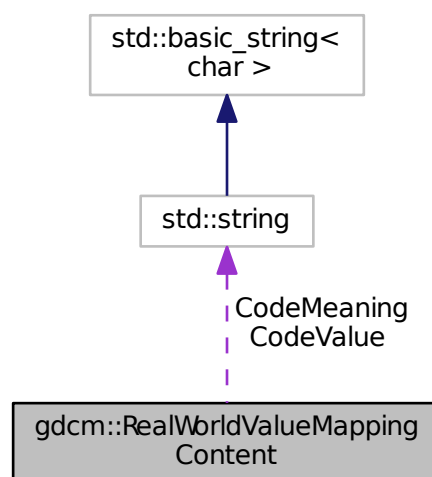 std::basic_string<
char >
std::string
CodeMeaning
CodeValue
gdcm::RealWorldValueMapping
Content